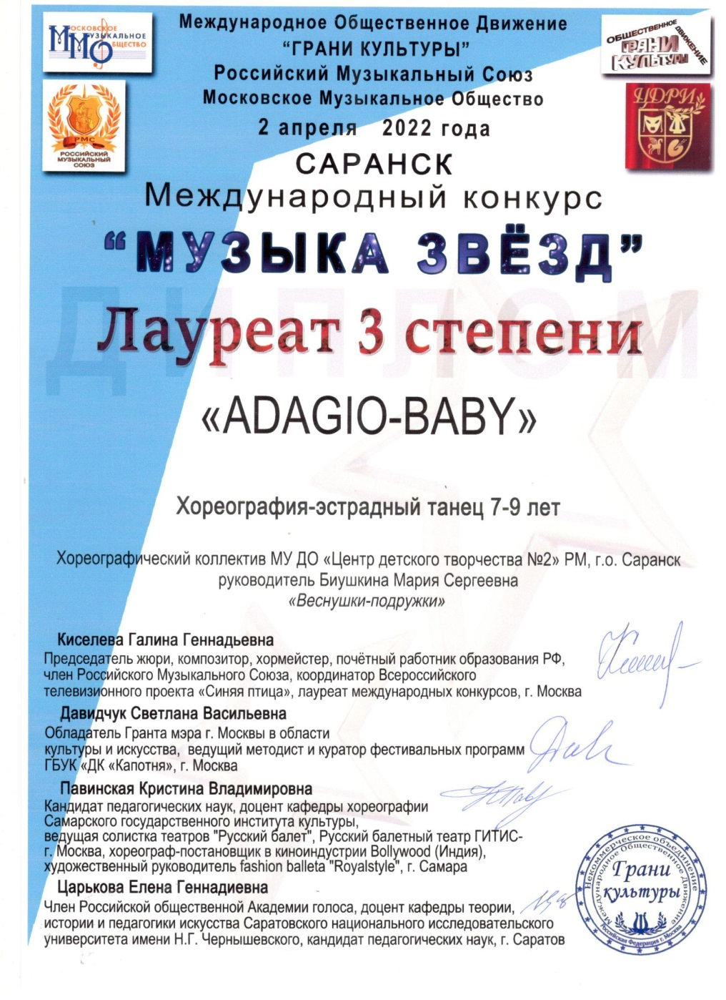 МОСКОВСКОЕ
МУЗЫКАЛЬНОЕ
ОБЩЕСТВО
РМС
РОССИЙСКИЙ
МУЗЫКАЛЬНЫЙ
СОЮЗ
ОБЩЕСТВЕННОЕ ДВИЖЕНИЕ
ГРАНИ
КУЛЬТУРЫ
ЦДРИ
Международное Общественное Движение
“ГРАНИ КУЛЬТУРЫ”
Российский Музыкальный Союз
Московское Музыкальное Общество
2 апреля 2022 года
САРАНСК
Международный конкурс
“МУЗЫКА ЗВЁЗД”
ДИПЛОМ
Лауреат 3 степени
«ADAGIO-BABY»
Хореография-эстрадный танец 7-9 лет
Хореографический коллектив МУ ДО «Центр детского творчества №2» РМ, г.о. Саранск
руководитель Биушкина Мария Сергеевна
«Веснушки-подружки»
Киселева Галина Геннадьевна
Председатель жюри, композитор, хормейстер, почётный работник образования РФ,
член Российского Музыкального Союза, координатор Всероссийского
телевизионного проекта «Синяя птица», лауреат международных конкурсов, г. Москва
Давидчук Светлана Васильевна
Обладатель Гранта мэра г. Москвы в области
культуры и искусства, ведущий методист и куратор фестивальных программ
ГБУК «ДК «Капотня», г. Москва
Павинская Кристина Владимировна
Кандидат педагогических наук, доцент кафедры хореографии
Самарского государственного института культуры,
ведущая солистка театров "Русский балет", Русский балетный театр ГИТИС-
г. Москва, хореограф-постановщик в киноиндустрии Bollywood (Индия),
художественный руководитель fashion balleta "Royalstyle", г. Самара
Царькова Елена Геннадиевна
Член Российской общественной Академии голоса, доцент кафедры теории,
истории и педагогики искусства Саратовского национального исследовательского
университета имени Н.Г. Чернышевского, кандидат педагогических наук, г. Саратов
Некоммерческое объединение
Международное Общественное Движение
Грани
культуры
Российская Федерация г. Москва